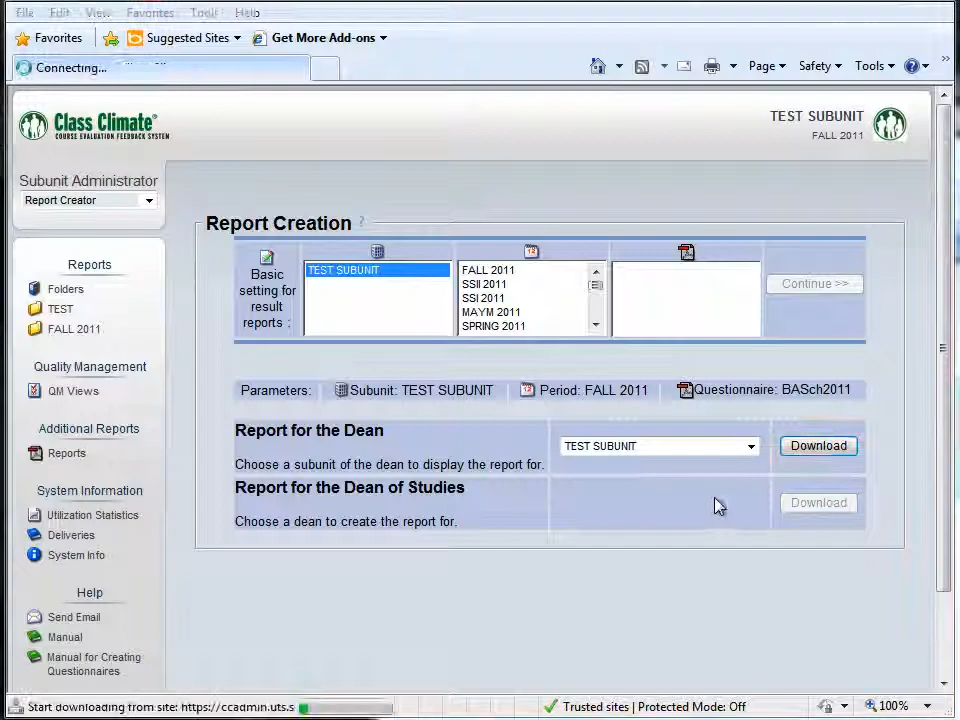 File Edit View Favorites Tools Help
Favorites Suggested Sites Get More Add-ons
Connecting... Page Safety Tools »
Class Climate®
COURSE EVALUATION FEEDBACK SYSTEM
TEST SUBUNIT
FALL 2011
Subunit Administrator
Report Creator
Reports
Folders
TEST
FALL 2011
Quality Management
QM Views
Additional Reports
Reports
System Information
Utilization Statistics
Deliveries
System Info
Help
Send Email
Manual
Manual for Creating
Questionnaires
Report Creation ?
Basic
setting for
result
reports :
TEST SUBUNIT
FALL 2011
SSII 2011
SSI 2011
MAYM 2011
SPRING 2011
Continue >>
Parameters: Subunit: TEST SUBUNIT Period: FALL 2011 Questionnaire: BASch2011
Report for the Dean
Choose a subunit of the dean to display the report for.
TEST SUBUNIT Download
Report for the Dean of Studies
Choose a dean to create the report for.
Download
Start downloading from site: https://ccadmin.uts.s Trusted sites | Protected Mode: Off 100%